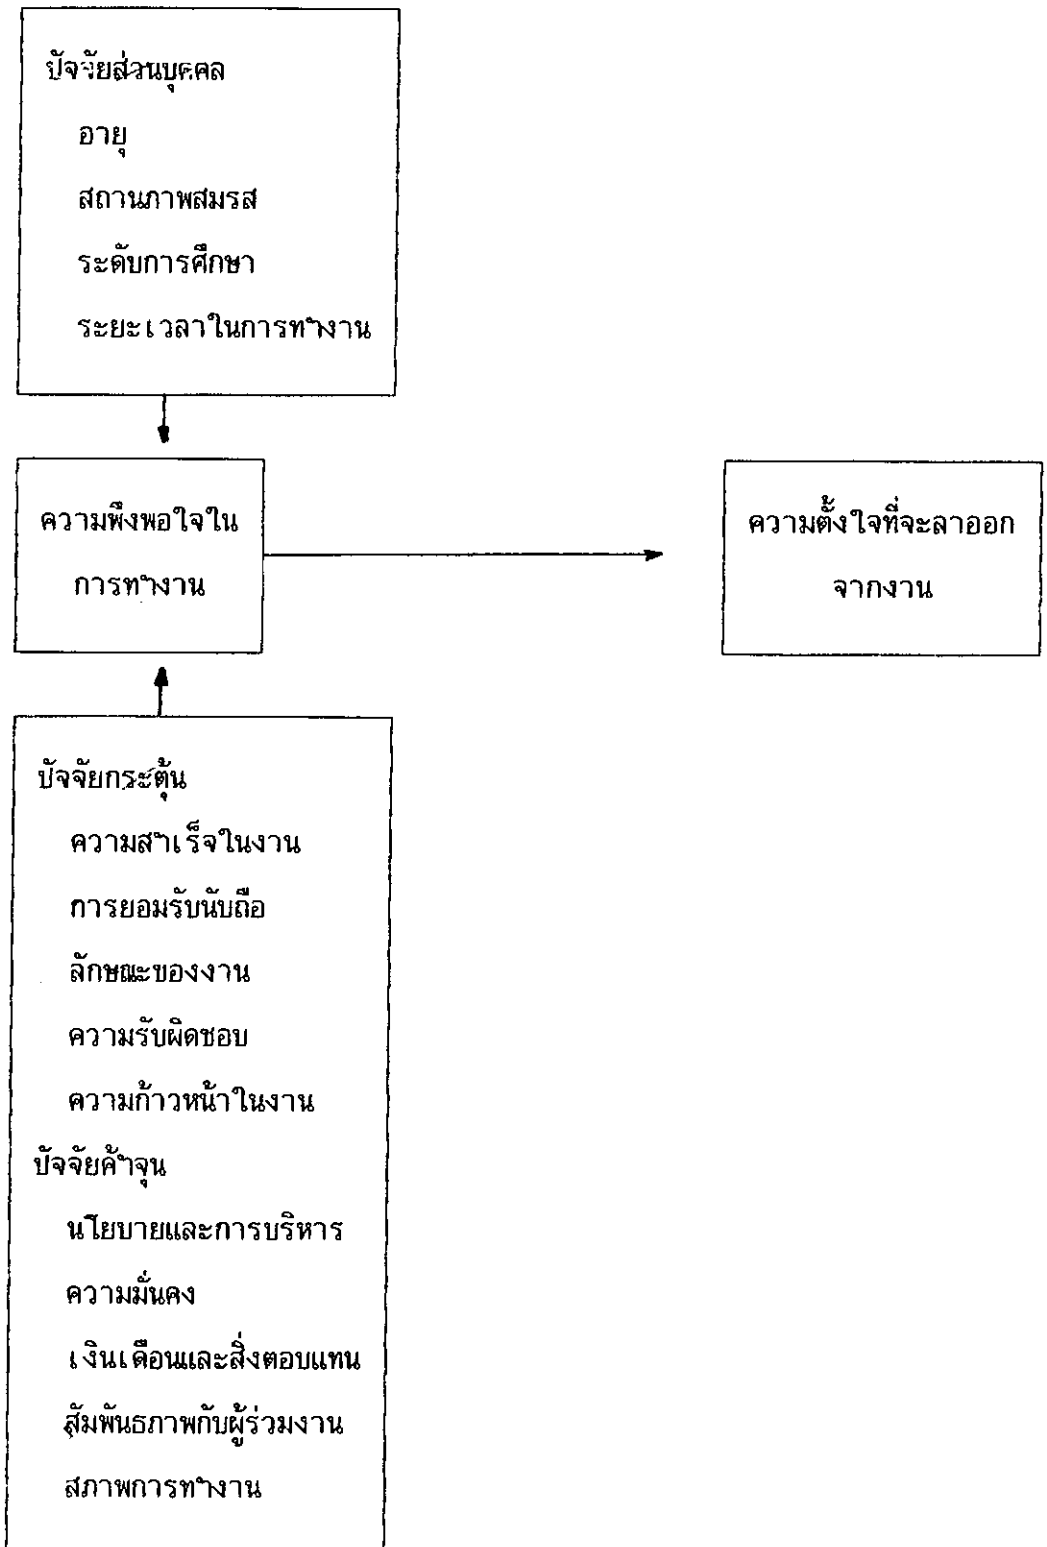 ปัจจัยส่วนบุคคล
อายุ
สถานภาพสมรส
ระดับการศึกษา
ระยะเวลาในการทำงาน
ความพึงพอใจใน
การทำงาน
ความตั้งใจที่จะลาออก
จากงาน
ปัจจัยกระตุ้น
ความสำเร็จในงาน
การยอมรับนับถือ
ลักษณะของงาน
ความรับผิดชอบ
ความก้าวหน้าในงาน
ปัจจัยค้ำจุน
นโยบายและการบริหาร
ความมั่นคง
เงินเดือนและสิ่งตอบแทน
สัมพันธภาพกับผู้ร่วมงาน
สภาพการทำงาน